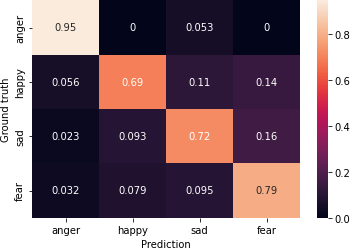 Ground truth
anger 0.95 0 0.053 0
happy 0.056 0.69 0.11 0.14
sad 0.023 0.093 0.72 0.16
fear 0.032 0.079 0.095 0.79
anger happy sad fear
Prediction
0.8
0.6
0.4
0.2
0.0